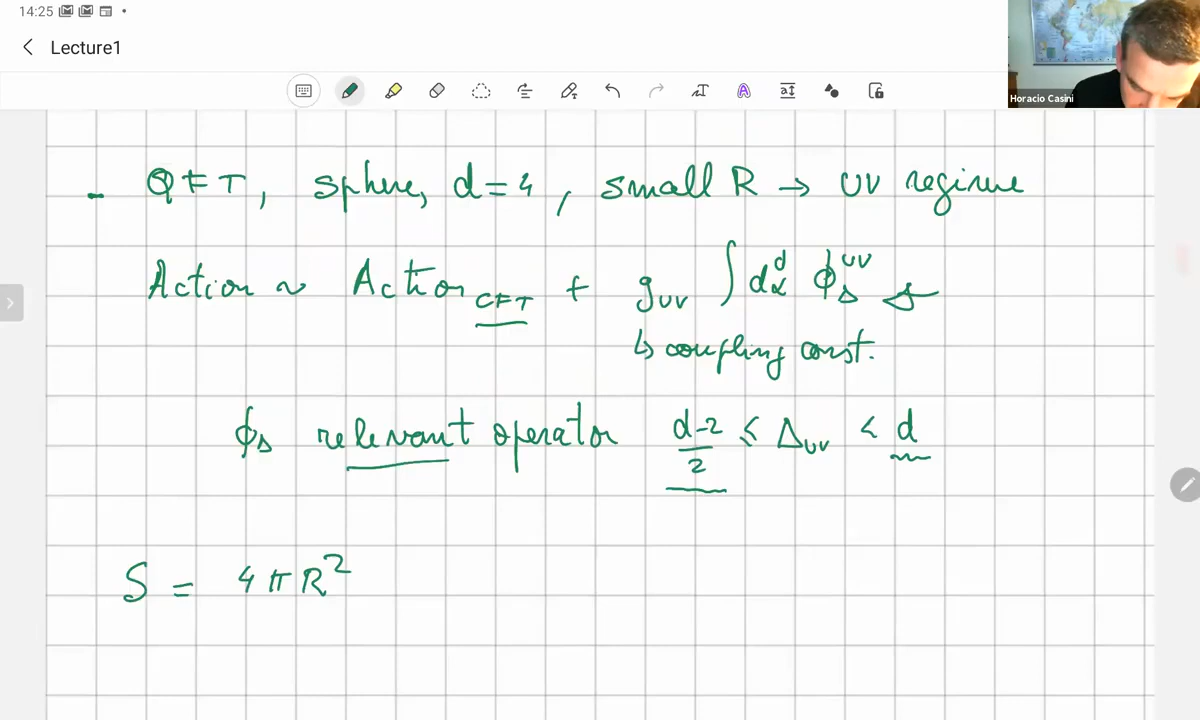 14:25
Lecture1
Horacio Casini
- QFT, sphere, d=4, small R → UV regime
Action ~ Action_CFT + g_UV ∫ d^d x ϕ_Δ^UV
↳ coupling const.
ϕ_Δ relevant operator (d-2)/2 ≤ Δ_UV < d
S = 4πR²